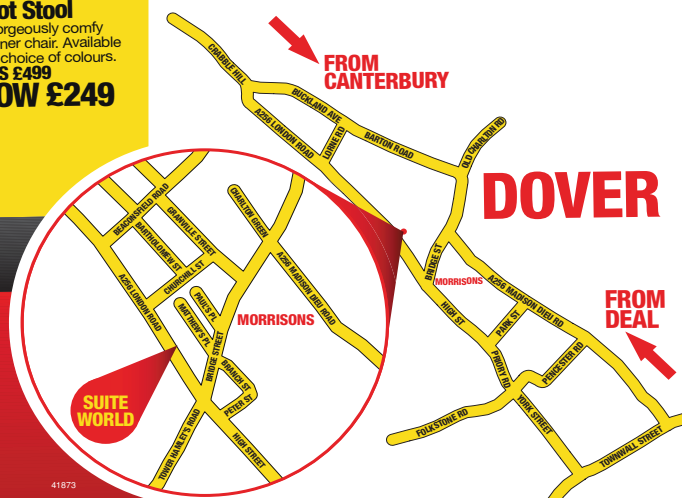 ot Stool
orgeously comfy
ner chair. Available
choice of colours.
S £499
OW £249
FROM
CANTERBURY
DOVER
FROM
DEAL
CRABBLE HILL
BUCKLAND AVE
A256 LONDON ROAD
LORNE RD
BARTON ROAD
OLD CHARLTON RD
BRIDGE ST
MORRISONS
A256 MADISON DIEU RD
HIGH ST
PARK ST
PRIORY RD
PENCESTER RD
FOLKSTONE RD
YORK STREET
TOWNWALL STREET
BEACONSFIELD ROAD
GRANVILLE STREET
BARTHOLOMEW ST
CHURCHILL ST
CHARLTON GREEN
A256 MADISON DIEU ROAD
A256 LONDON ROAD
PAUL'S PL
MATTHEW'S PL
MORRISONS
BRIDGE STREET
BRANCH ST
PETER ST
SUITE
WORLD
TOWER HAMLETS ROAD
HIGH STREET
41873